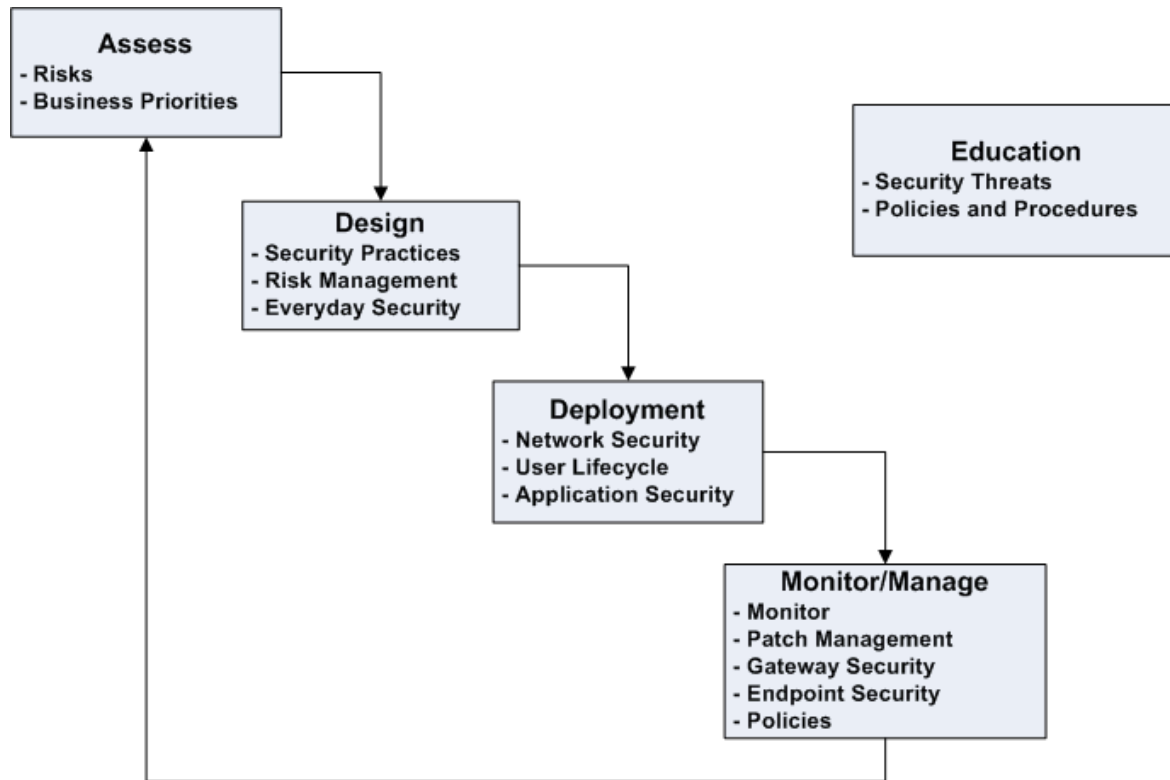 Assess
- Risks
- Business Priorities
Education
- Security Threats
- Policies and Procedures
Design
- Security Practices
- Risk Management
- Everyday Security
Deployment
- Network Security
- User Lifecycle
- Application Security
Monitor/Manage
- Monitor
- Patch Management
- Gateway Security
- Endpoint Security
- Policies